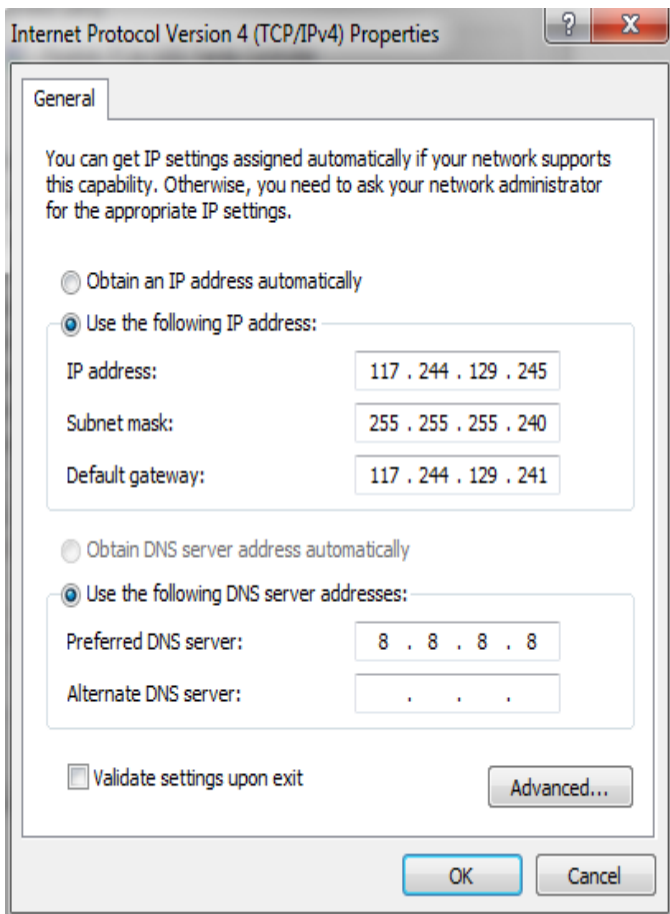 Internet Protocol Version 4 (TCP/IPv4) Properties
General
You can get IP settings assigned automatically if your network supports
this capability. Otherwise, you need to ask your network administrator
for the appropriate IP settings.
Obtain an IP address automatically
Use the following IP address:
IP address: 117 . 244 . 129 . 245
Subnet mask: 255 . 255 . 255 . 240
Default gateway: 117 . 244 . 129 . 241
Obtain DNS server address automatically
Use the following DNS server addresses:
Preferred DNS server: 8 . 8 . 8 . 8
Alternate DNS server: . . .
Validate settings upon exit
Advanced...
OK Cancel